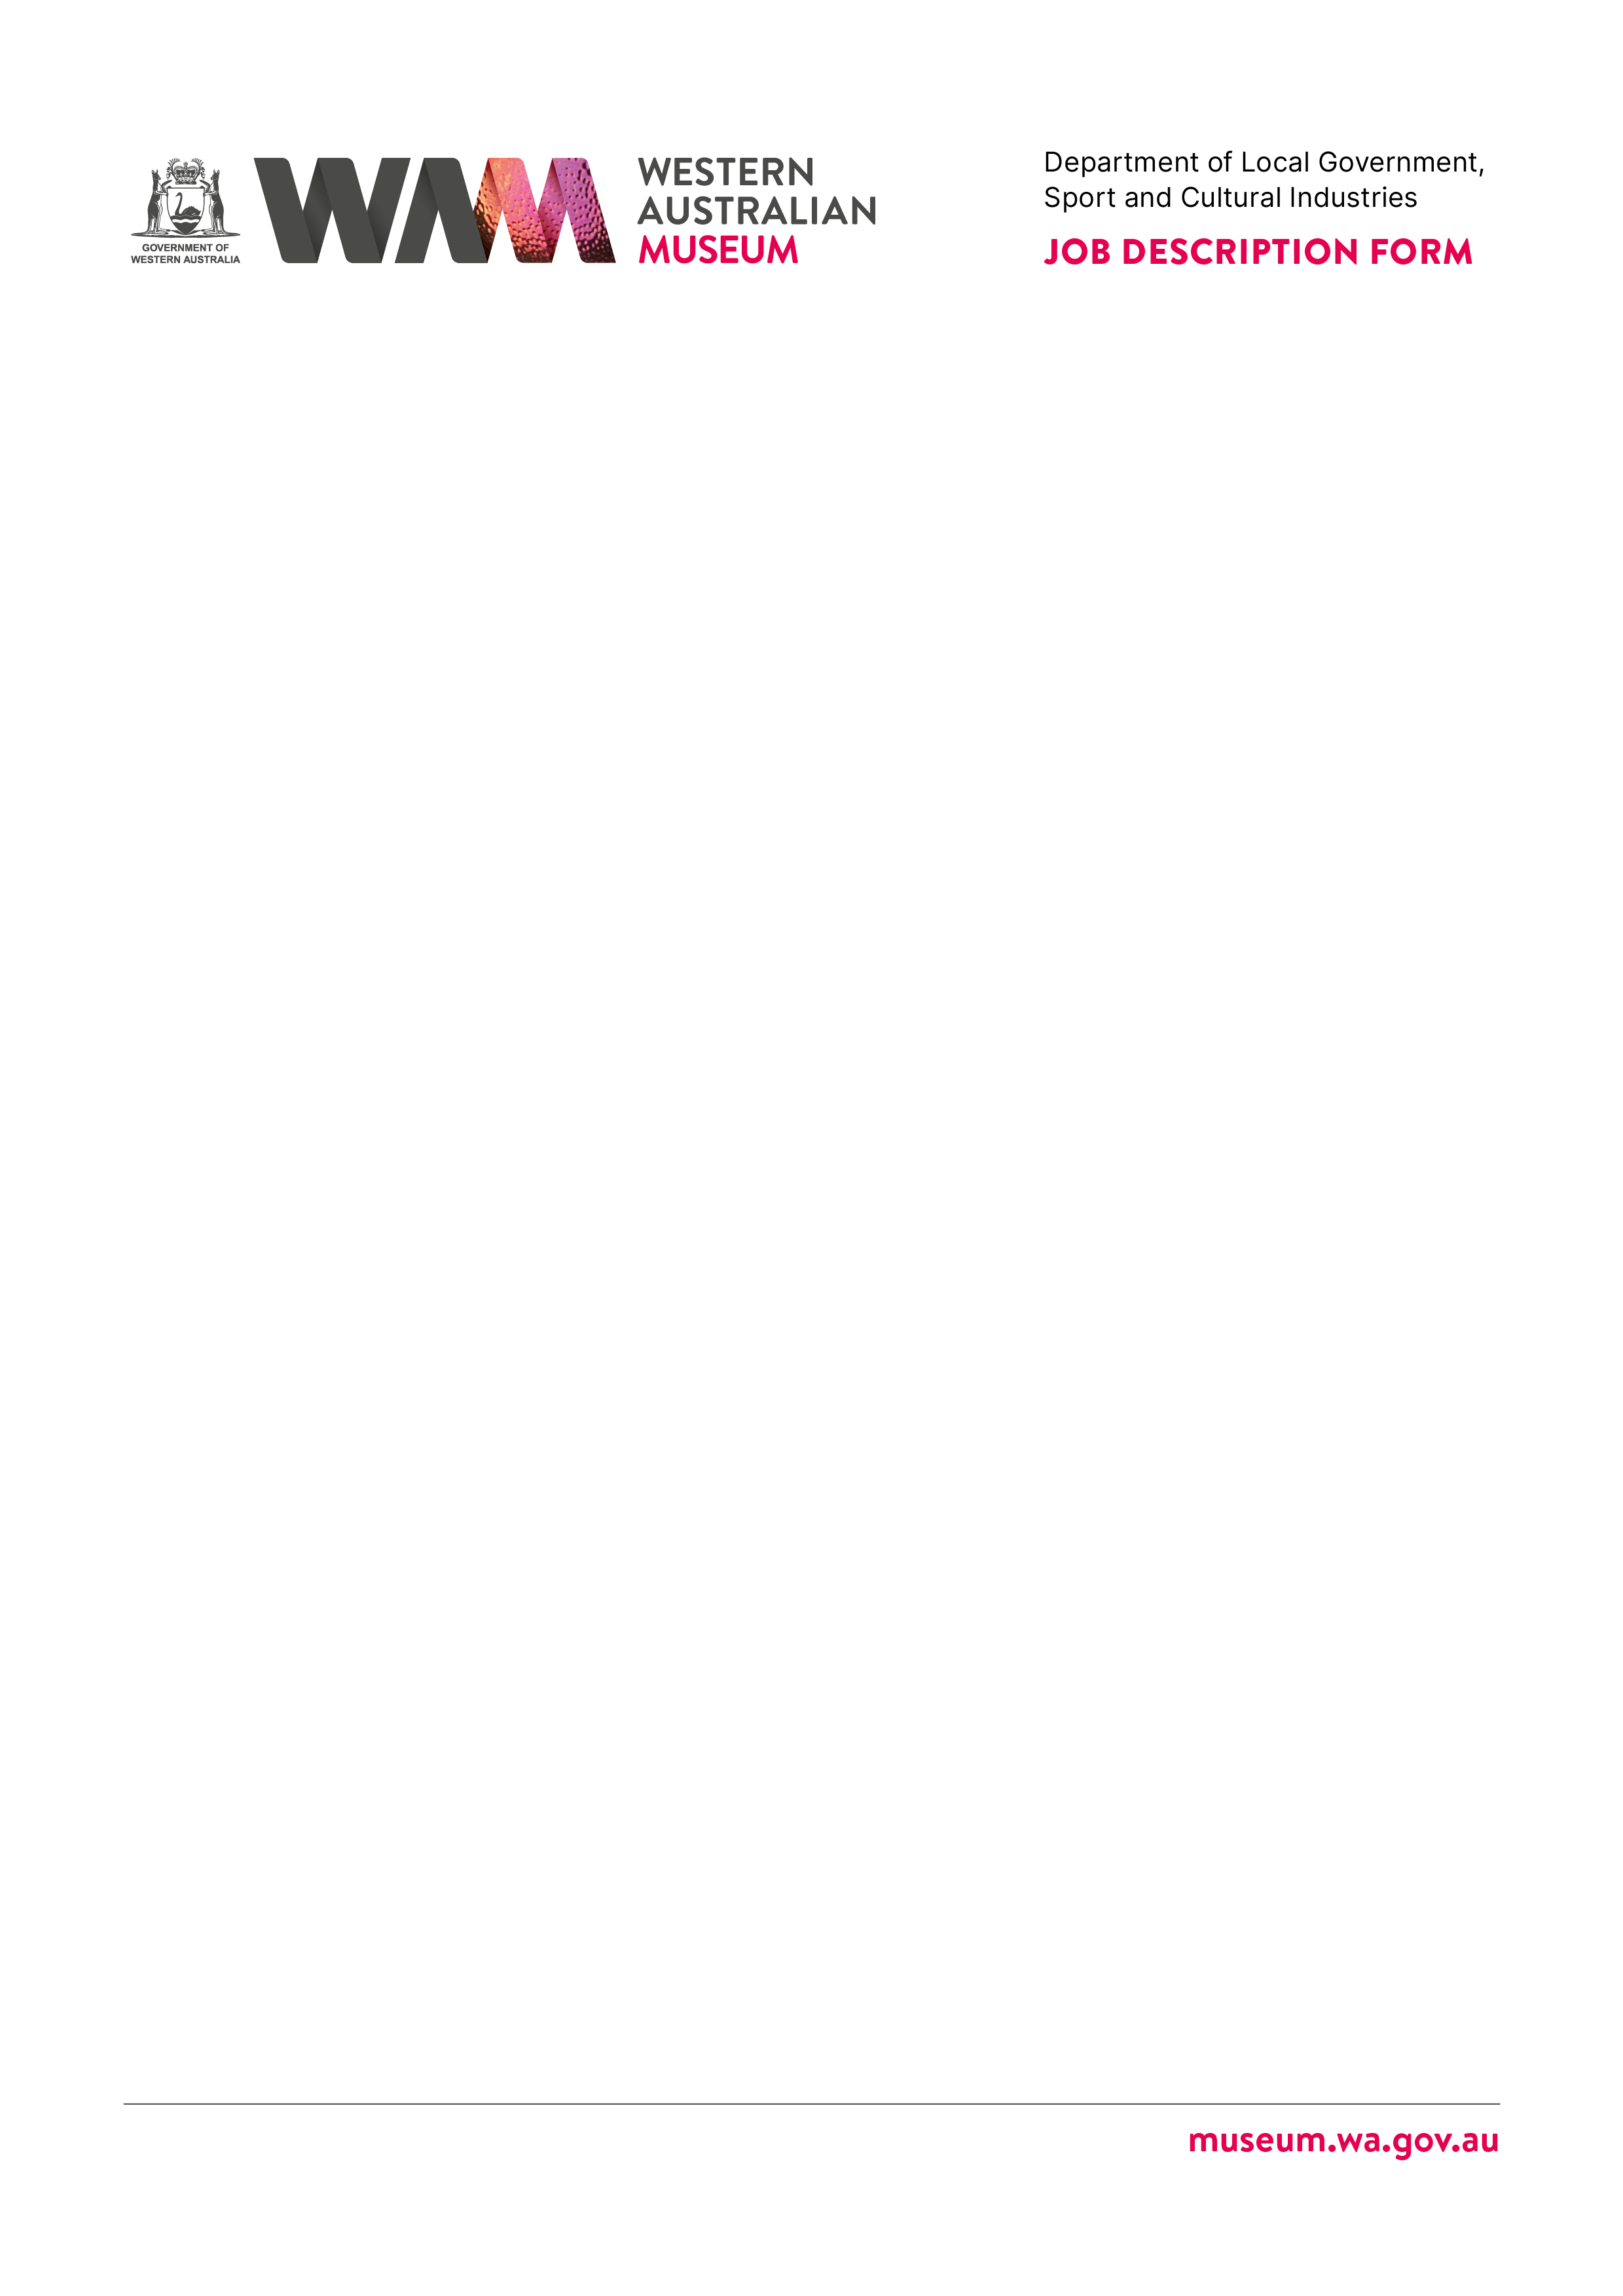 GOVERNMENT OF
WESTERN AUSTRALIA
WAM
WESTERN
AUSTRALIAN
MUSEUM
Department of Local Government,
Sport and Cultural Industries
JOB DESCRIPTION FORM
museum.wa.gov.au